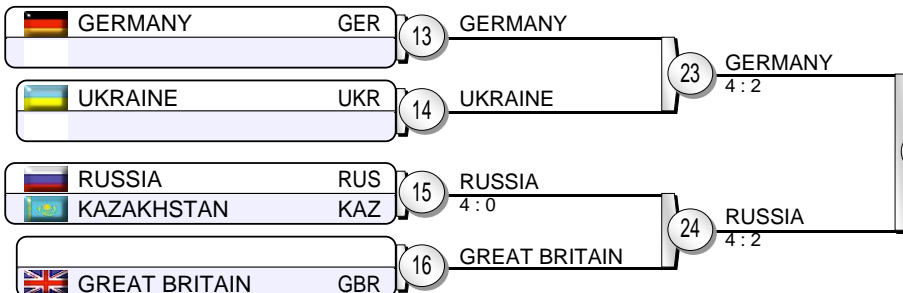 GERMANY GER 13 GERMANY
23 GERMANY
4 : 2
UKRAINE UKR 14 UKRAINE
RUSSIA RUS 15 RUSSIA
4 : 0
KAZAKHSTAN KAZ
24 RUSSIA
4 : 2
16 GREAT BRITAIN
GREAT BRITAIN GBR